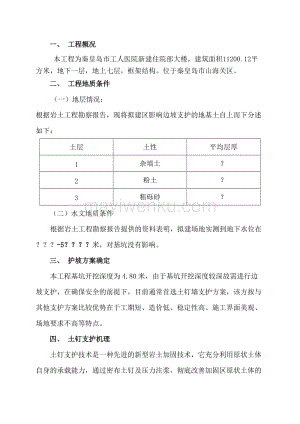 一、 工程概况
本工程为秦皇岛市工人医院新建住院部大楼，建筑面积11200.12平
方米，地下一层，地上七层，框架结构。位于秦皇岛市山海关区。
二、 工程地质条件
（一）地层情况：
根据岩土工程勘察报告，现将拟建区影响边坡支护的地基土自上而下分述
如下：
土层 土性 平均层厚
1 杂填土 ？
2 粉土 ？
3 粗砾砂 ？
（二）水文地质条件
根据岩土工程勘察报告提供的资料表明，拟建场地实测到地下水位在
？？？-5？？？？米，对基坑没有影响。
三、 护坡方案确定
本工程基坑开挖深度为 4.80 米，由于基坑开挖深度较深故需进行边
坡支护，在确保安全的前提下，目前通常首选土钉墙支护方案，该方按与
其他支护方案比较优势在于工期短、造价低、稳定性高、施工界面美观、
场地要求不高等特点。
四、 土钉支护机理
土钉支护技术是一种先进的新型岩土加固技术，它充分利用原状土体
自身的承载能力，通过密布土钉及压力注浆，彻底改善加固区原状土体的